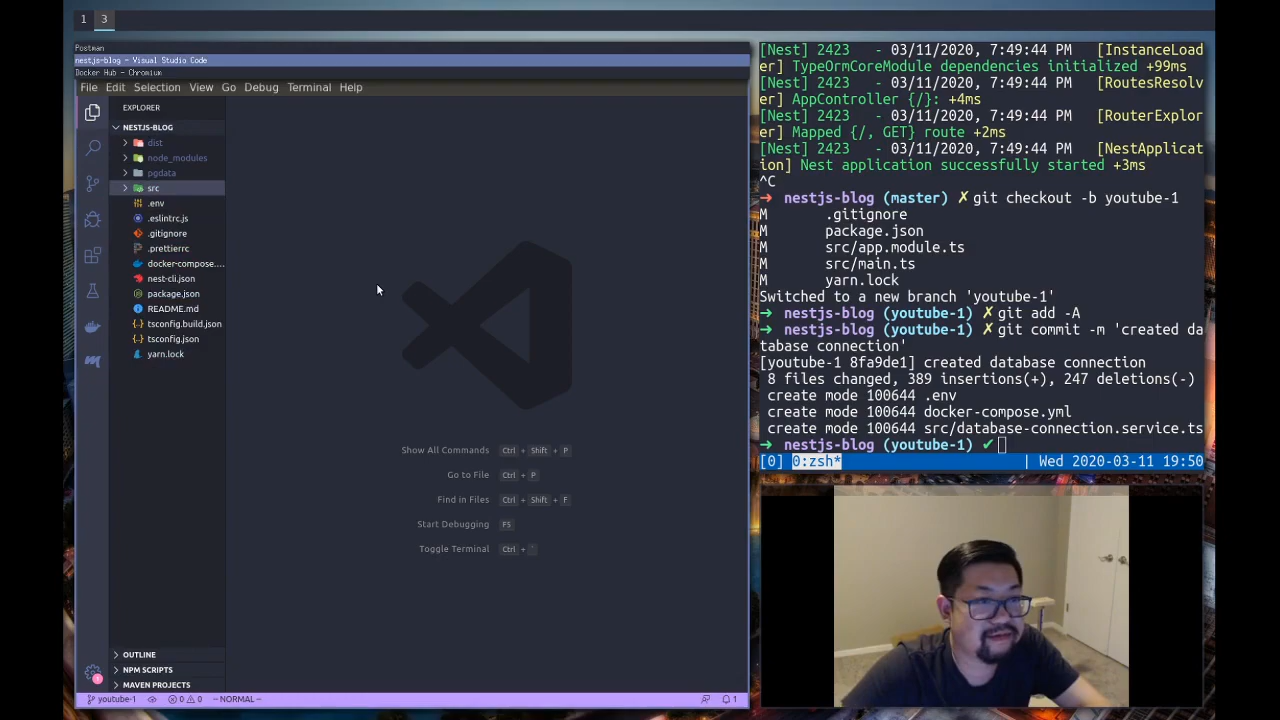 1 3
Postman
nestjs-blog - Visual Studio Code
Docker Hub - Chromium
File Edit Selection View Go Debug Terminal Help
EXPLORER
NESTJS-BLOG
dist
node_modules
pgdata
src
.env
.eslintrc.js
.gitignore
.prettierrc
docker-compose....
nest-cli.json
package.json
README.md
tsconfig.build.json
tsconfig.json
yarn.lock
OUTLINE
NPM SCRIPTS
MAVEN PROJECTS
Show All Commands Ctrl + Shift + P
Go to File Ctrl + P
Find in Files Ctrl + Shift + F
Start Debugging F5
Toggle Terminal Ctrl + `
1
youtube-1 0 0 --NORMAL-- 1
[Nest] 2423 - 03/11/2020, 7:49:44 PM [InstanceLoad
er] TypeOrmCoreModule dependencies initialized +99ms
[Nest] 2423 - 03/11/2020, 7:49:44 PM [RoutesResolv
er] AppController {/}: +4ms
[Nest] 2423 - 03/11/2020, 7:49:44 PM [RouterExplor
er] Mapped {/, GET} route +2ms
[Nest] 2423 - 03/11/2020, 7:49:44 PM [NestApplicat
ion] Nest application successfully started +3ms
^C
➜ nestjs-blog (master) ✗ git checkout -b youtube-1
M .gitignore
M package.json
M src/app.module.ts
M src/main.ts
M yarn.lock
Switched to a new branch 'youtube-1'
➜ nestjs-blog (youtube-1) ✗ git add -A
➜ nestjs-blog (youtube-1) ✗ git commit -m 'created da
tabase connection'
[youtube-1 8fa9de1] created database connection
8 files changed, 389 insertions(+), 247 deletions(-)
create mode 100644 .env
create mode 100644 docker-compose.yml
create mode 100644 src/database-connection.service.ts
➜ nestjs-blog (youtube-1) ✔
[0] 0:zsh* | Wed 2020-03-11 19:50